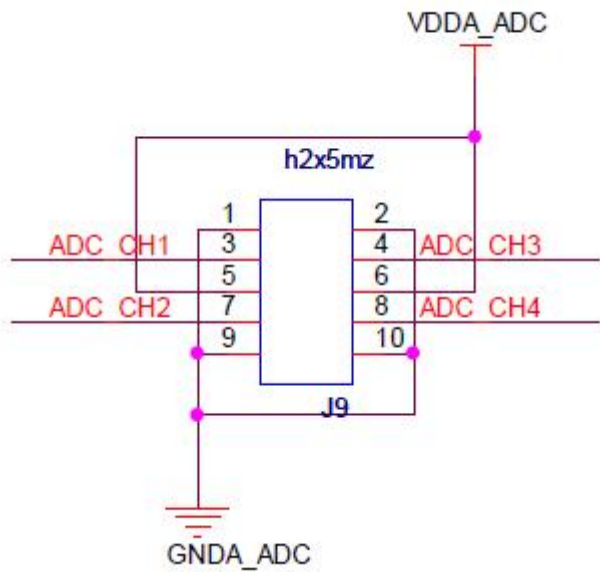 VDDA_ADC
h2x5mz
1 2
ADC_CH1 3 4 ADC_CH3
5 6
ADC_CH2 7 8 ADC_CH4
9 10
J9
GNDA_ADC